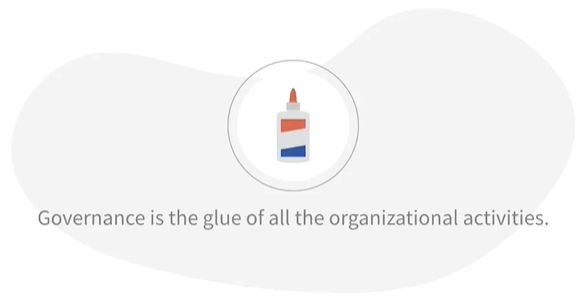 Governance is the glue of all the organizational activities.